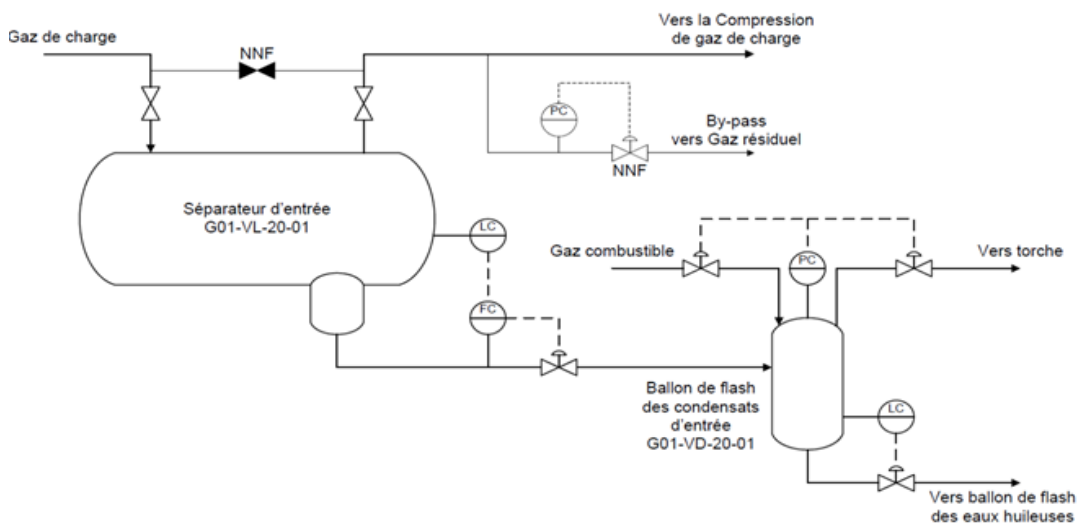 Gaz de charge
NNF
Vers la Compression
de gaz de charge
PC
By-pass
vers Gaz résiduel
NNF
Séparateur d'entrée
G01-VL-20-01
LC
Gaz combustible
PC
Vers torche
FC
Ballon de flash
des condensats
d'entrée
G01-VD-20-01
LC
Vers ballon de flash
des eaux huileuses